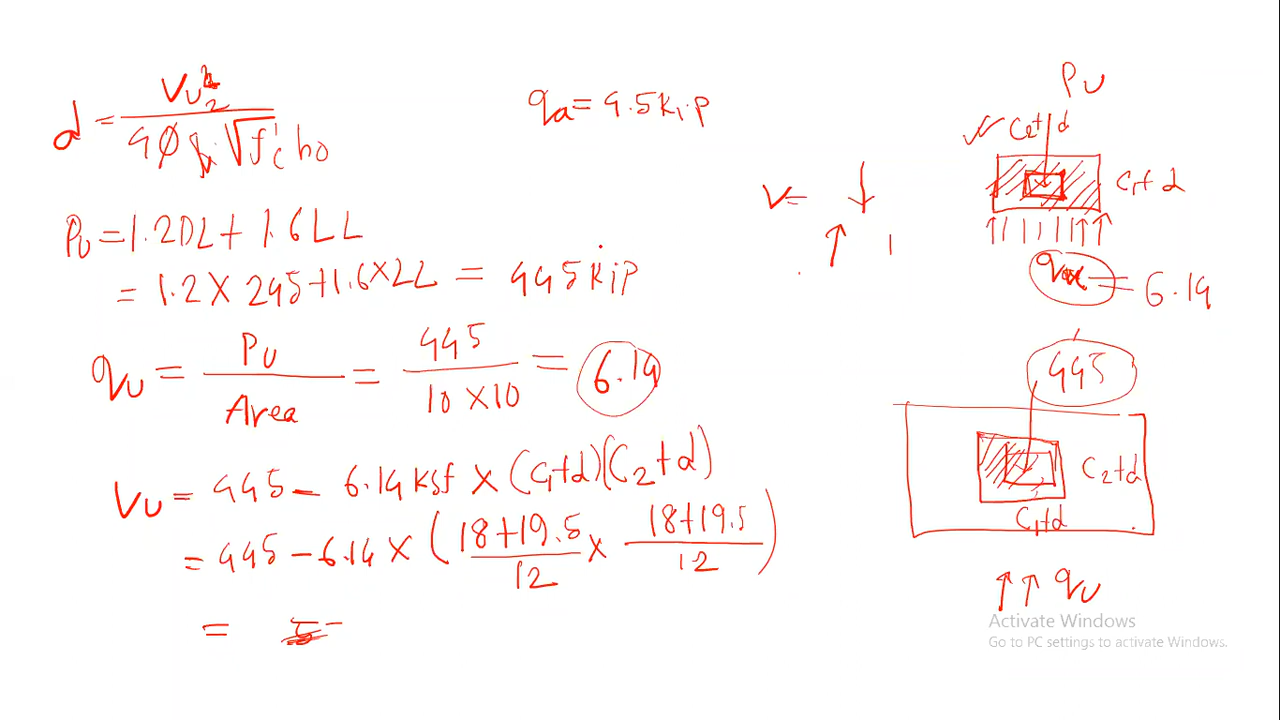 d = Vu2 / 4φ λ √f'c bo
qa = 4.5 kip
Pu = 1.2DL + 1.6LL
= 1.2 × 245 + 1.6 × LL = 445 kip
qu = Pu / Area = 445 / 10 × 10 = 6.14
Vu = 445 - 6.14 ksf × (C1+d)(C2+d)
= 445 - 6.14 × (18+19.5 / 12 × 18+19.5 / 12)
=
Pu
C2+d
C1+d
V=
= 6.14
445
C2+d
C1+d
qu
Activate Windows
Go to PC settings to activate Windows.